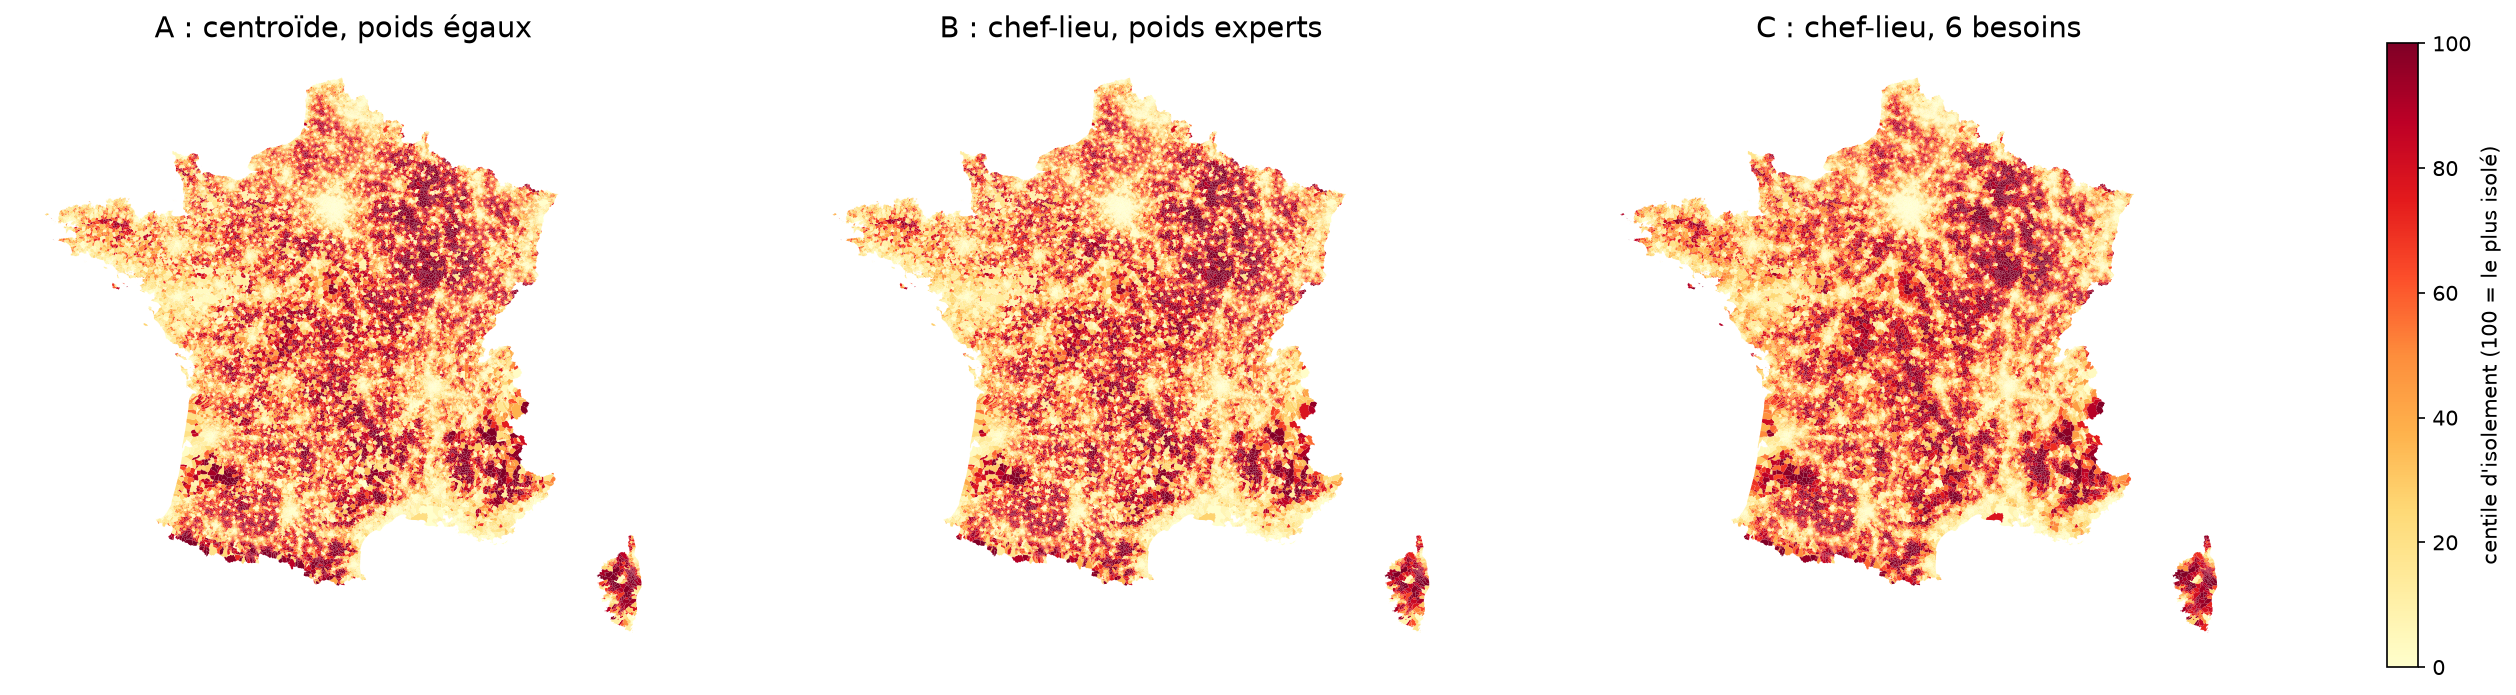 A : centroïde, poids égaux
B : chef-lieu, poids experts
C : chef-lieu, 6 besoins
100
80
60
40
20
0
centile d'isolement (100 = le plus isolé)